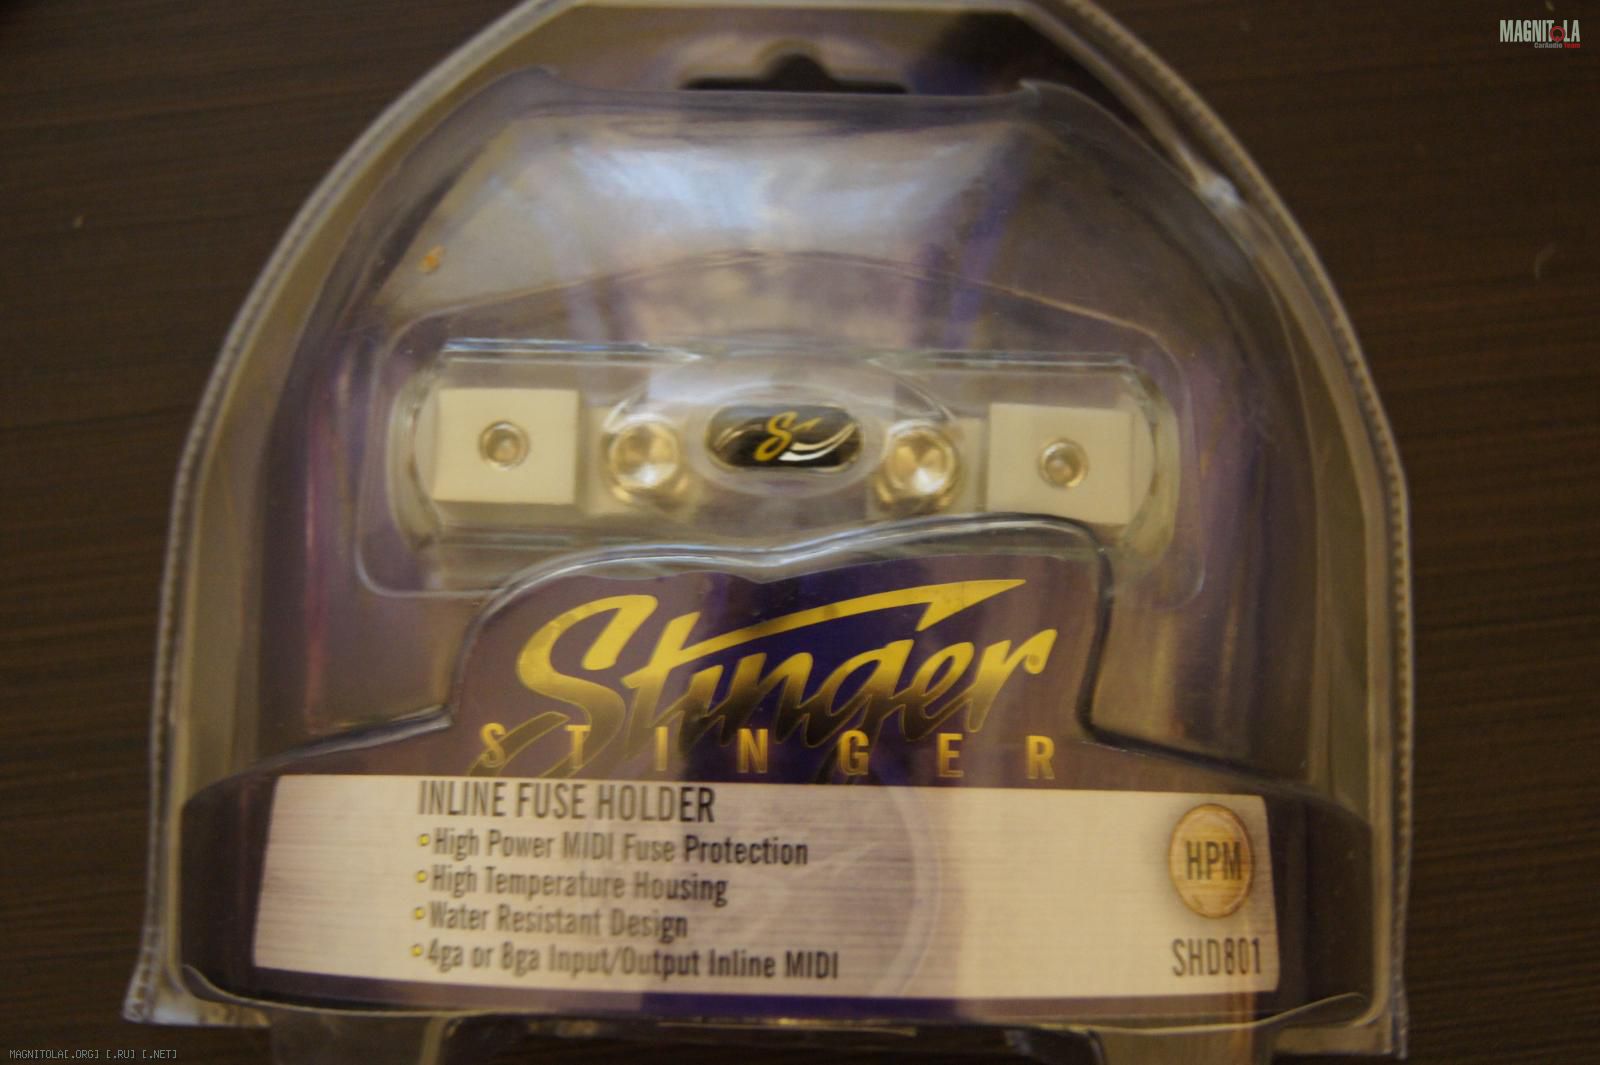 MAGNITOLA
CarAudio Team
S
Stinger
STINGER
INLINE FUSE HOLDER
•High Power MIDI Fuse Protection
•High Temperature Housing
•Water Resistant Design
•4ga or 8ga Input/Output Inline MIDI
HPM
SHD801
MAGNITOLA[.ORG] [.RU] [.NET]